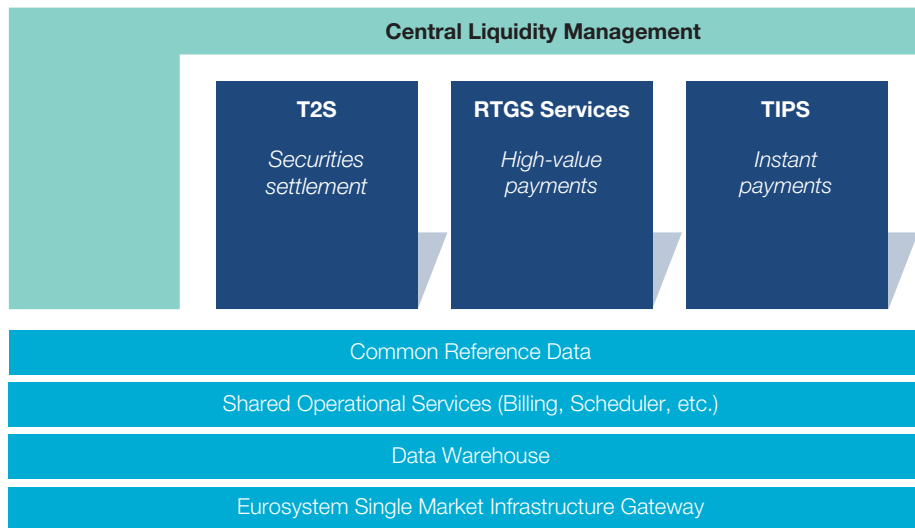 Central Liquidity Management
T2S
Securities
settlement
RTGS Services
High-value
payments
TIPS
Instant
payments
Common Reference Data
Shared Operational Services (Billing, Scheduler, etc.)
Data Warehouse
Eurosystem Single Market Infrastructure Gateway